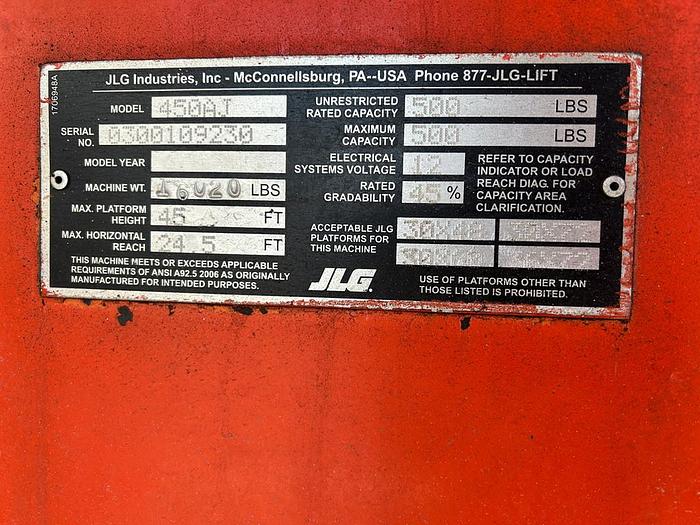 JLG Industries, Inc - McConnellsburg, PA--USA Phone 877-JLG-LIFT
1706948A
MODEL 450AJ
SERIAL NO. 0300109230
MODEL YEAR
MACHINE WT. 16020 LBS
MAX. PLATFORM HEIGHT 45 FT
MAX. HORIZONTAL REACH 24.5 FT
THIS MACHINE MEETS OR EXCEEDS APPLICABLE
REQUIREMENTS OF ANSI A92.5 2006 AS ORIGINALLY
MANUFACTURED FOR INTENDED PURPOSES.
UNRESTRICTED RATED CAPACITY 500 LBS
MAXIMUM CAPACITY 500 LBS
ELECTRICAL SYSTEMS VOLTAGE 12
RATED GRADABILITY 45 %
REFER TO CAPACITY
INDICATOR OR LOAD
REACH DIAG. FOR
CAPACITY AREA
CLARIFICATION.
ACCEPTABLE JLG
PLATFORMS FOR
THIS MACHINE
JLG
USE OF PLATFORMS OTHER THAN
THOSE LISTED IS PROHIBITED.